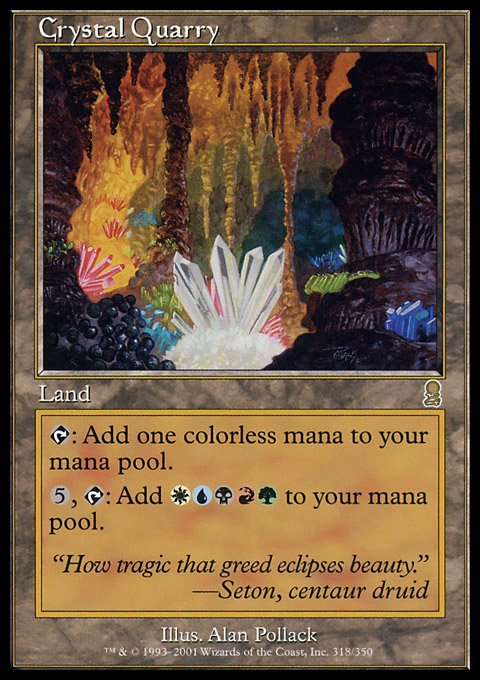 Crystal Quarry
Land
: Add one colorless mana to your
mana pool.
5, : Add to your mana
pool.
“How tragic that greed eclipses beauty.”
—Seton, centaur druid
Illus. Alan Pollack
™ & © 1993–2001 Wizards of the Coast, Inc. 318/350